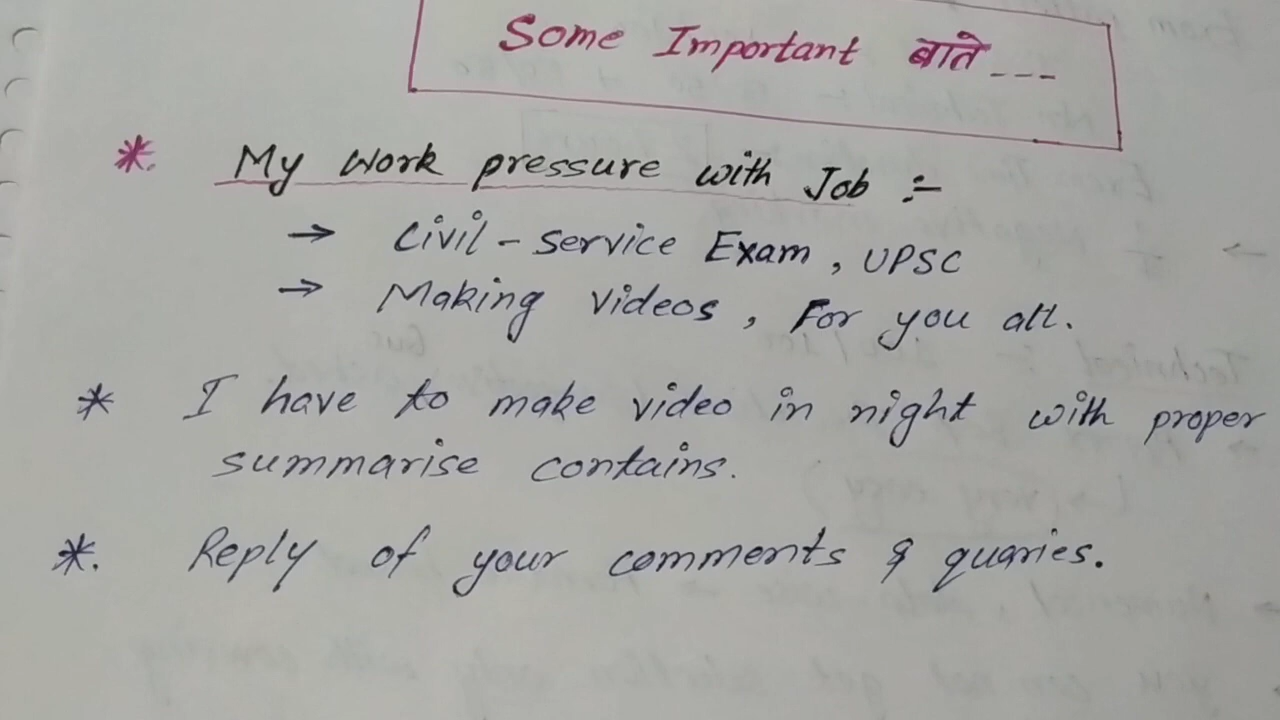 Some Important बाते ---
*. My Work pressure with Job :-
→ Civil - Service Exam, UPSC
→ Making Videos, For you all.
* I have to make video in night with proper
summarise contains.
*. Reply of your comments & quaries.